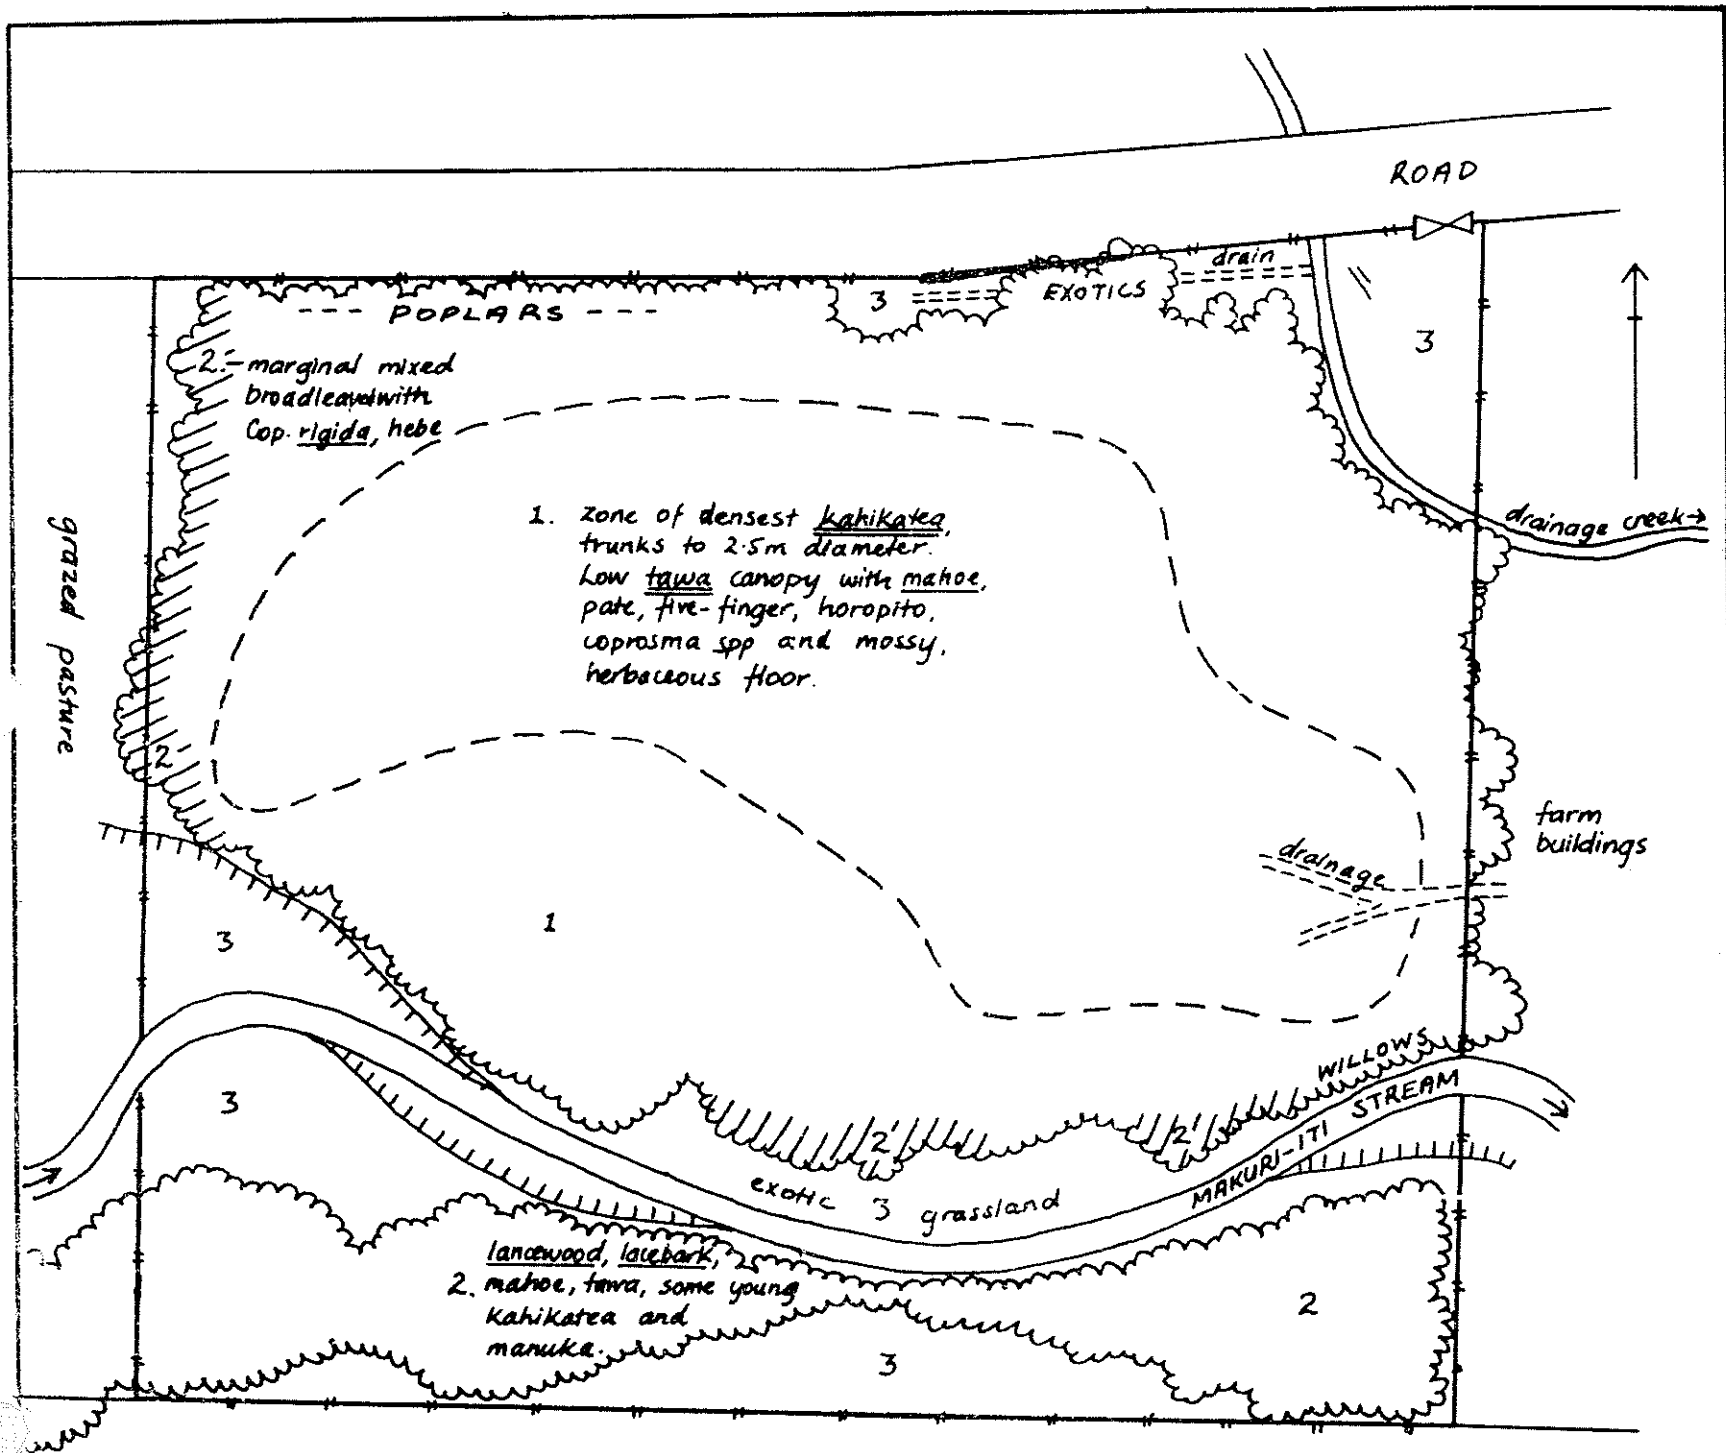 ROAD
drain
3
EXOTICS
--- POPLARS ---
3
2'- marginal mixed
broadleaved with
Cop. rigida, hebe
1. zone of densest kahikatea,
trunks to 2·5m diameter.
Low tawa canopy with mahoe,
pate, five-finger, horopito,
coprosma spp and mossy,
herbaceous floor.
drainage creek→
grazed pasture
2'
farm
buildings
drainage
1
3
WILLOWS
STREAM
MAKURI-ITI
3
2'
2'
exotic 3 grassland
lancewood, lacebark,
2. mahoe, tawa, some young
kahikatea and
manuka.
2
3